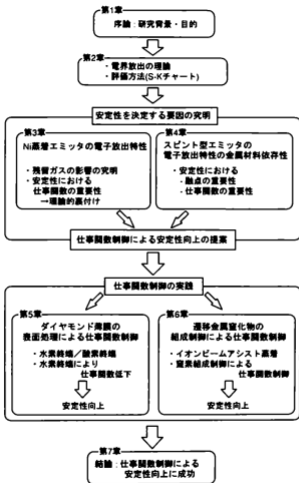 第1章
序論：研究背景・目的
第2章
・電界放出の理論
・評価方法(S-Kチャート)
安定性を決定する要因の究明
第3章
Ni蒸着エミッタの電子放出特性
・残留ガスの影響の究明
・安定性における
仕事関数の重要性
→理論的裏付け
第4章
スピント型エミッタの
電子放出特性の金属材料依存性
・安定性における
-融点の重要性
-仕事関数の重要性
仕事関数制御による安定性向上の提案
仕事関数制御の実践
第5章
ダイヤモンド薄膜の
表面処理による仕事関数制御
・水素終端／酸素終端
・水素終端により
仕事関数低下
安定性向上
第6章
遷移金属窒化物の
組成制御による仕事関数制御
・イオンビームアシスト蒸着
・窒素組成制御による
仕事関数制御
安定性向上
第7章
結論：仕事関数制御による
安定性向上に成功